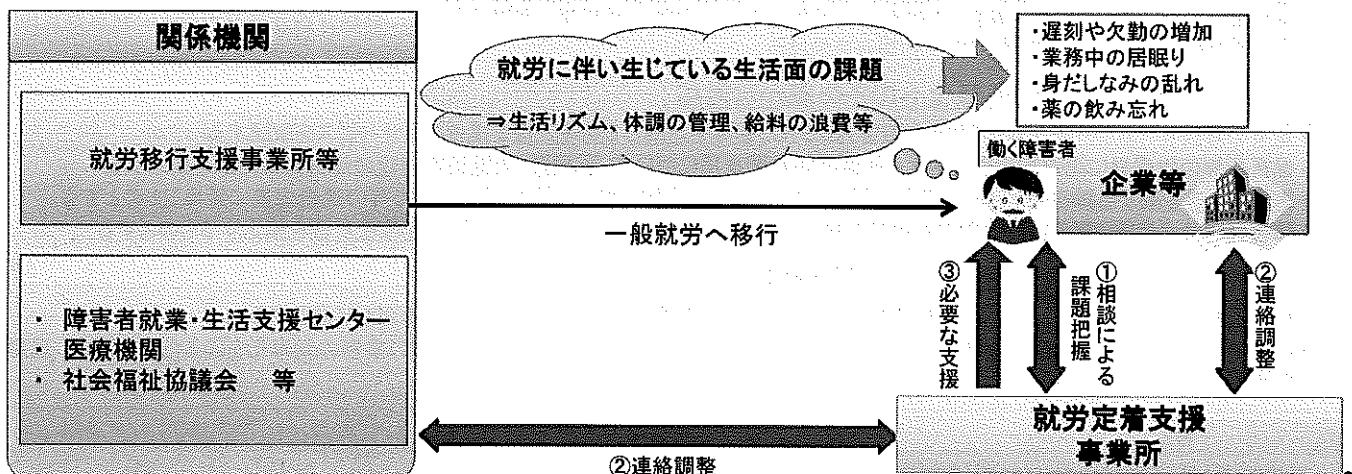 関係機関
就労移行支援事業所等
・ 障害者就業・生活支援センター
・ 医療機関
・ 社会福祉協議会 等
就労に伴い生じている生活面の課題
⇒生活リズム、体調の管理、給料の浪費等
・遅刻や欠勤の増加
・業務中の居眠り
・身だしなみの乱れ
・薬の飲み忘れ
働く障害者
企業等
一般就労へ移行
③必要な支援
①相談による
課題把握
②連絡調整
就労定着支援
事業所
②連絡調整